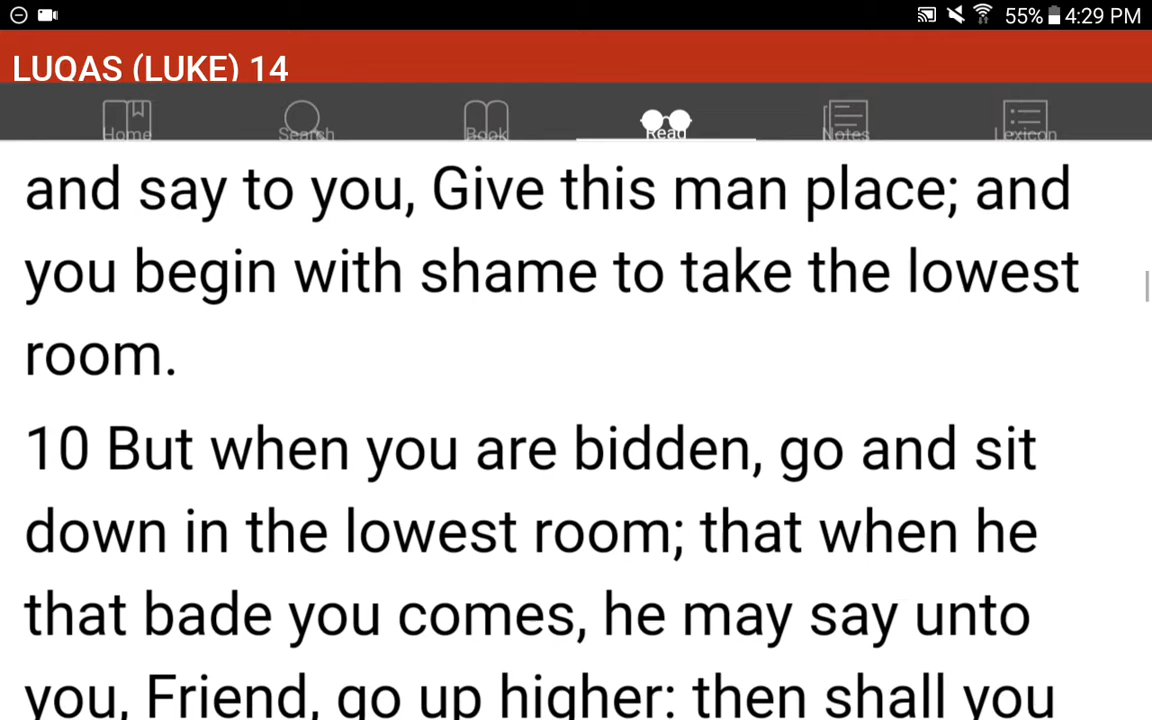 55% 4:29 PM
LUQAS (LUKE) 14
Home Search Book Read Notes Lexicon
and say to you, Give this man place; and
you begin with shame to take the lowest
room.
10 But when you are bidden, go and sit
down in the lowest room; that when he
that bade you comes, he may say unto
you, Friend, go up higher: then shall you